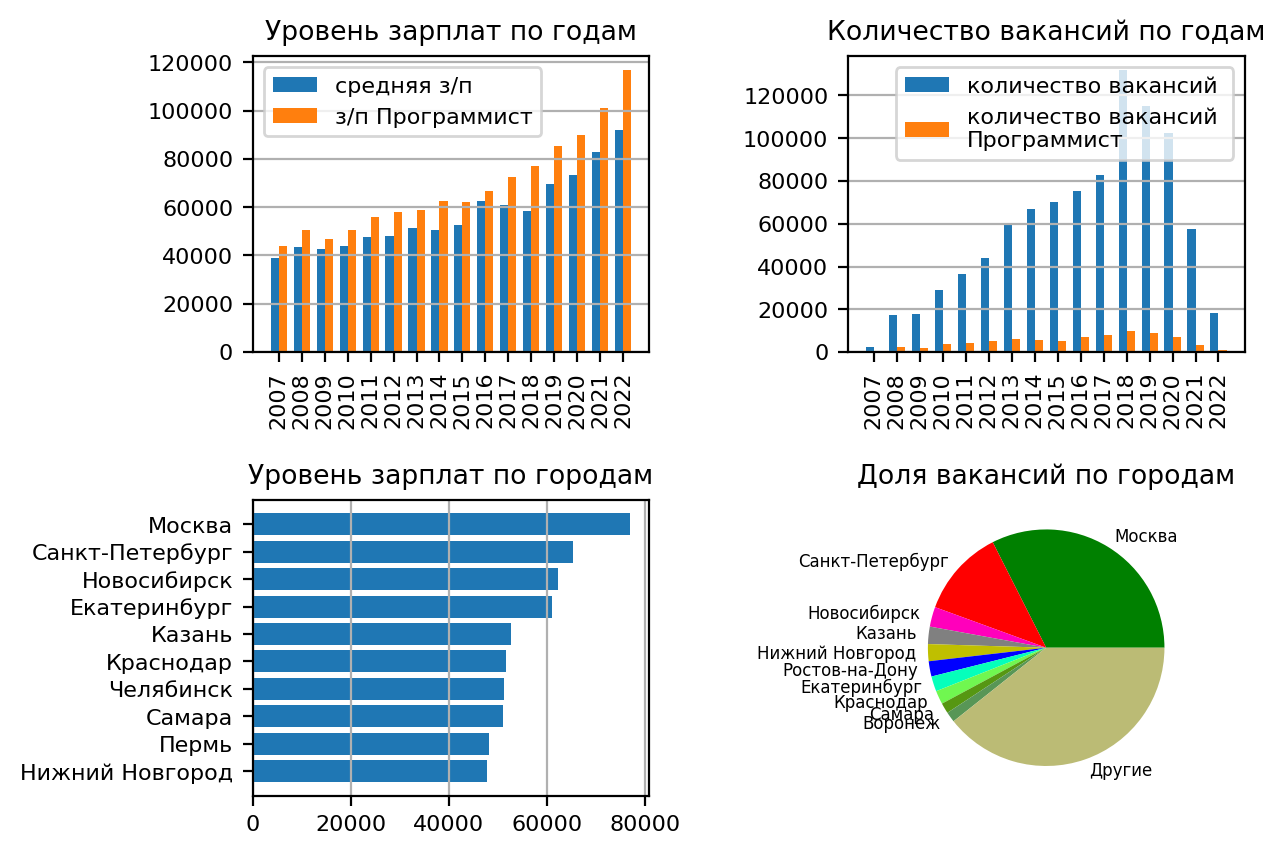 Уровень зарплат по годам
120000
100000
80000
60000
40000
20000
0
средняя з/п
з/п Программист
2007
2008
2009
2010
2011
2012
2013
2014
2015
2016
2017
2018
2019
2020
2021
2022
Количество вакансий по годам
120000
100000
80000
60000
40000
20000
0
количество вакансий
количество вакансий
Программист
2007
2008
2009
2010
2011
2012
2013
2014
2015
2016
2017
2018
2019
2020
2021
2022
Уровень зарплат по городам
Москва
Санкт-Петербург
Новосибирск
Екатеринбург
Казань
Краснодар
Челябинск
Самара
Пермь
Нижний Новгород
0
20000
40000
60000
80000
Доля вакансий по городам
Москва
Санкт-Петербург
Новосибирск
Казань
Нижний Новгород
Ростов-на-Дону
Екатеринбург
Краснодар
Самара
Воронеж
Другие